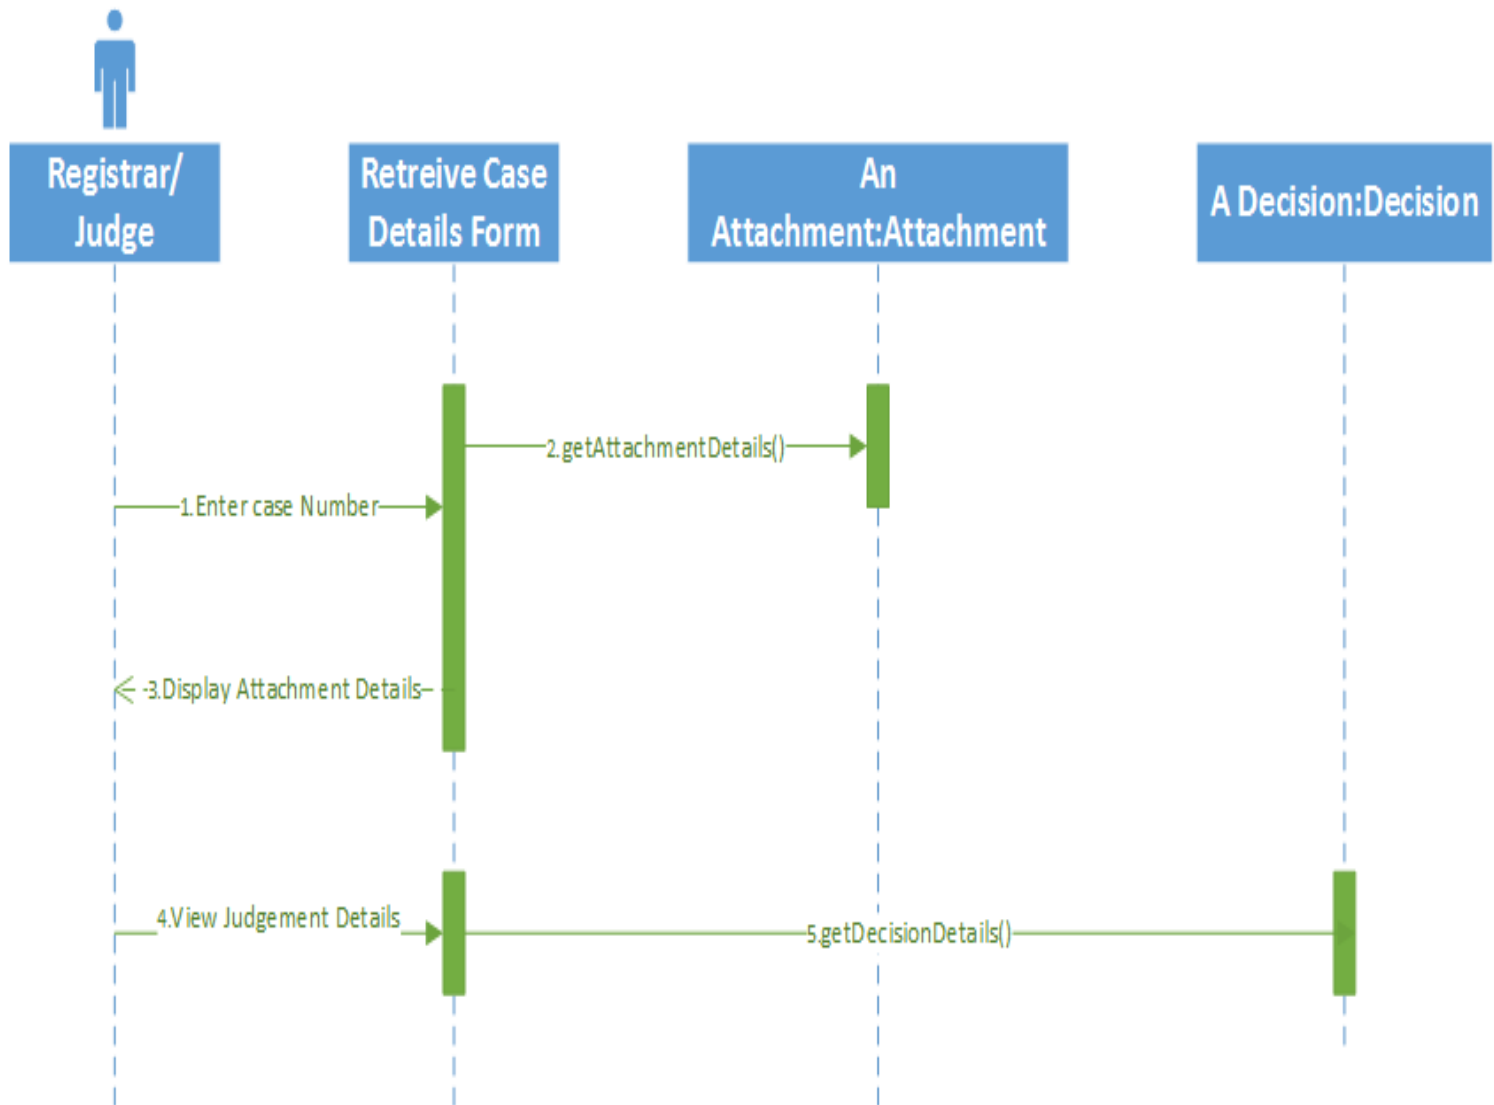 Registrar/
Judge
Retreive Case
Details Form
An
Attachment:Attachment
A Decision:Decision
2.getAttachmentDetails()
1.Enter case Number
3.Display Attachment Details
4.View Judgement Details
5.getDecisionDetails()